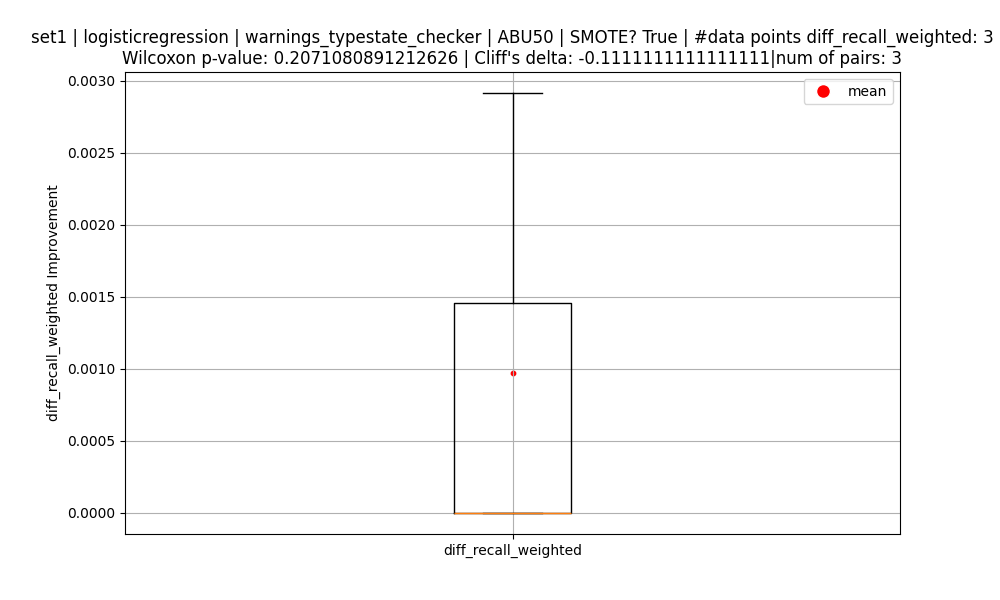 set1 | logisticregression | warnings_typestate_checker | ABU50 | SMOTE? True | #data points diff_recall_weighted: 3
Wilcoxon p-value: 0.2071080891212626 | Cliff's delta: -0.1111111111111111|num of pairs: 3
mean
0.0030
0.0025
0.0020
0.0015
0.0010
0.0005
0.0000
diff_recall_weighted Improvement
diff_recall_weighted